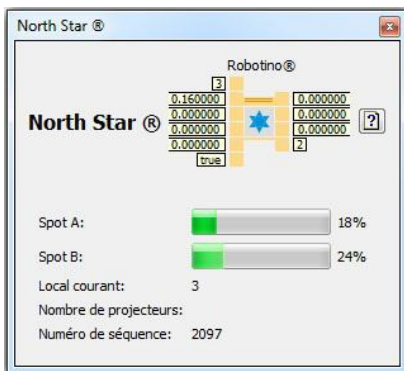 North Star ®
Robotino®
3
0.160000 0.000000
0.000000 0.000000
North Star ® 0.000000 0.000000
0.000000 2
true
Spot A: 18%
Spot B: 24%
Local courant: 3
Nombre de projecteurs:
Numéro de séquence: 2097